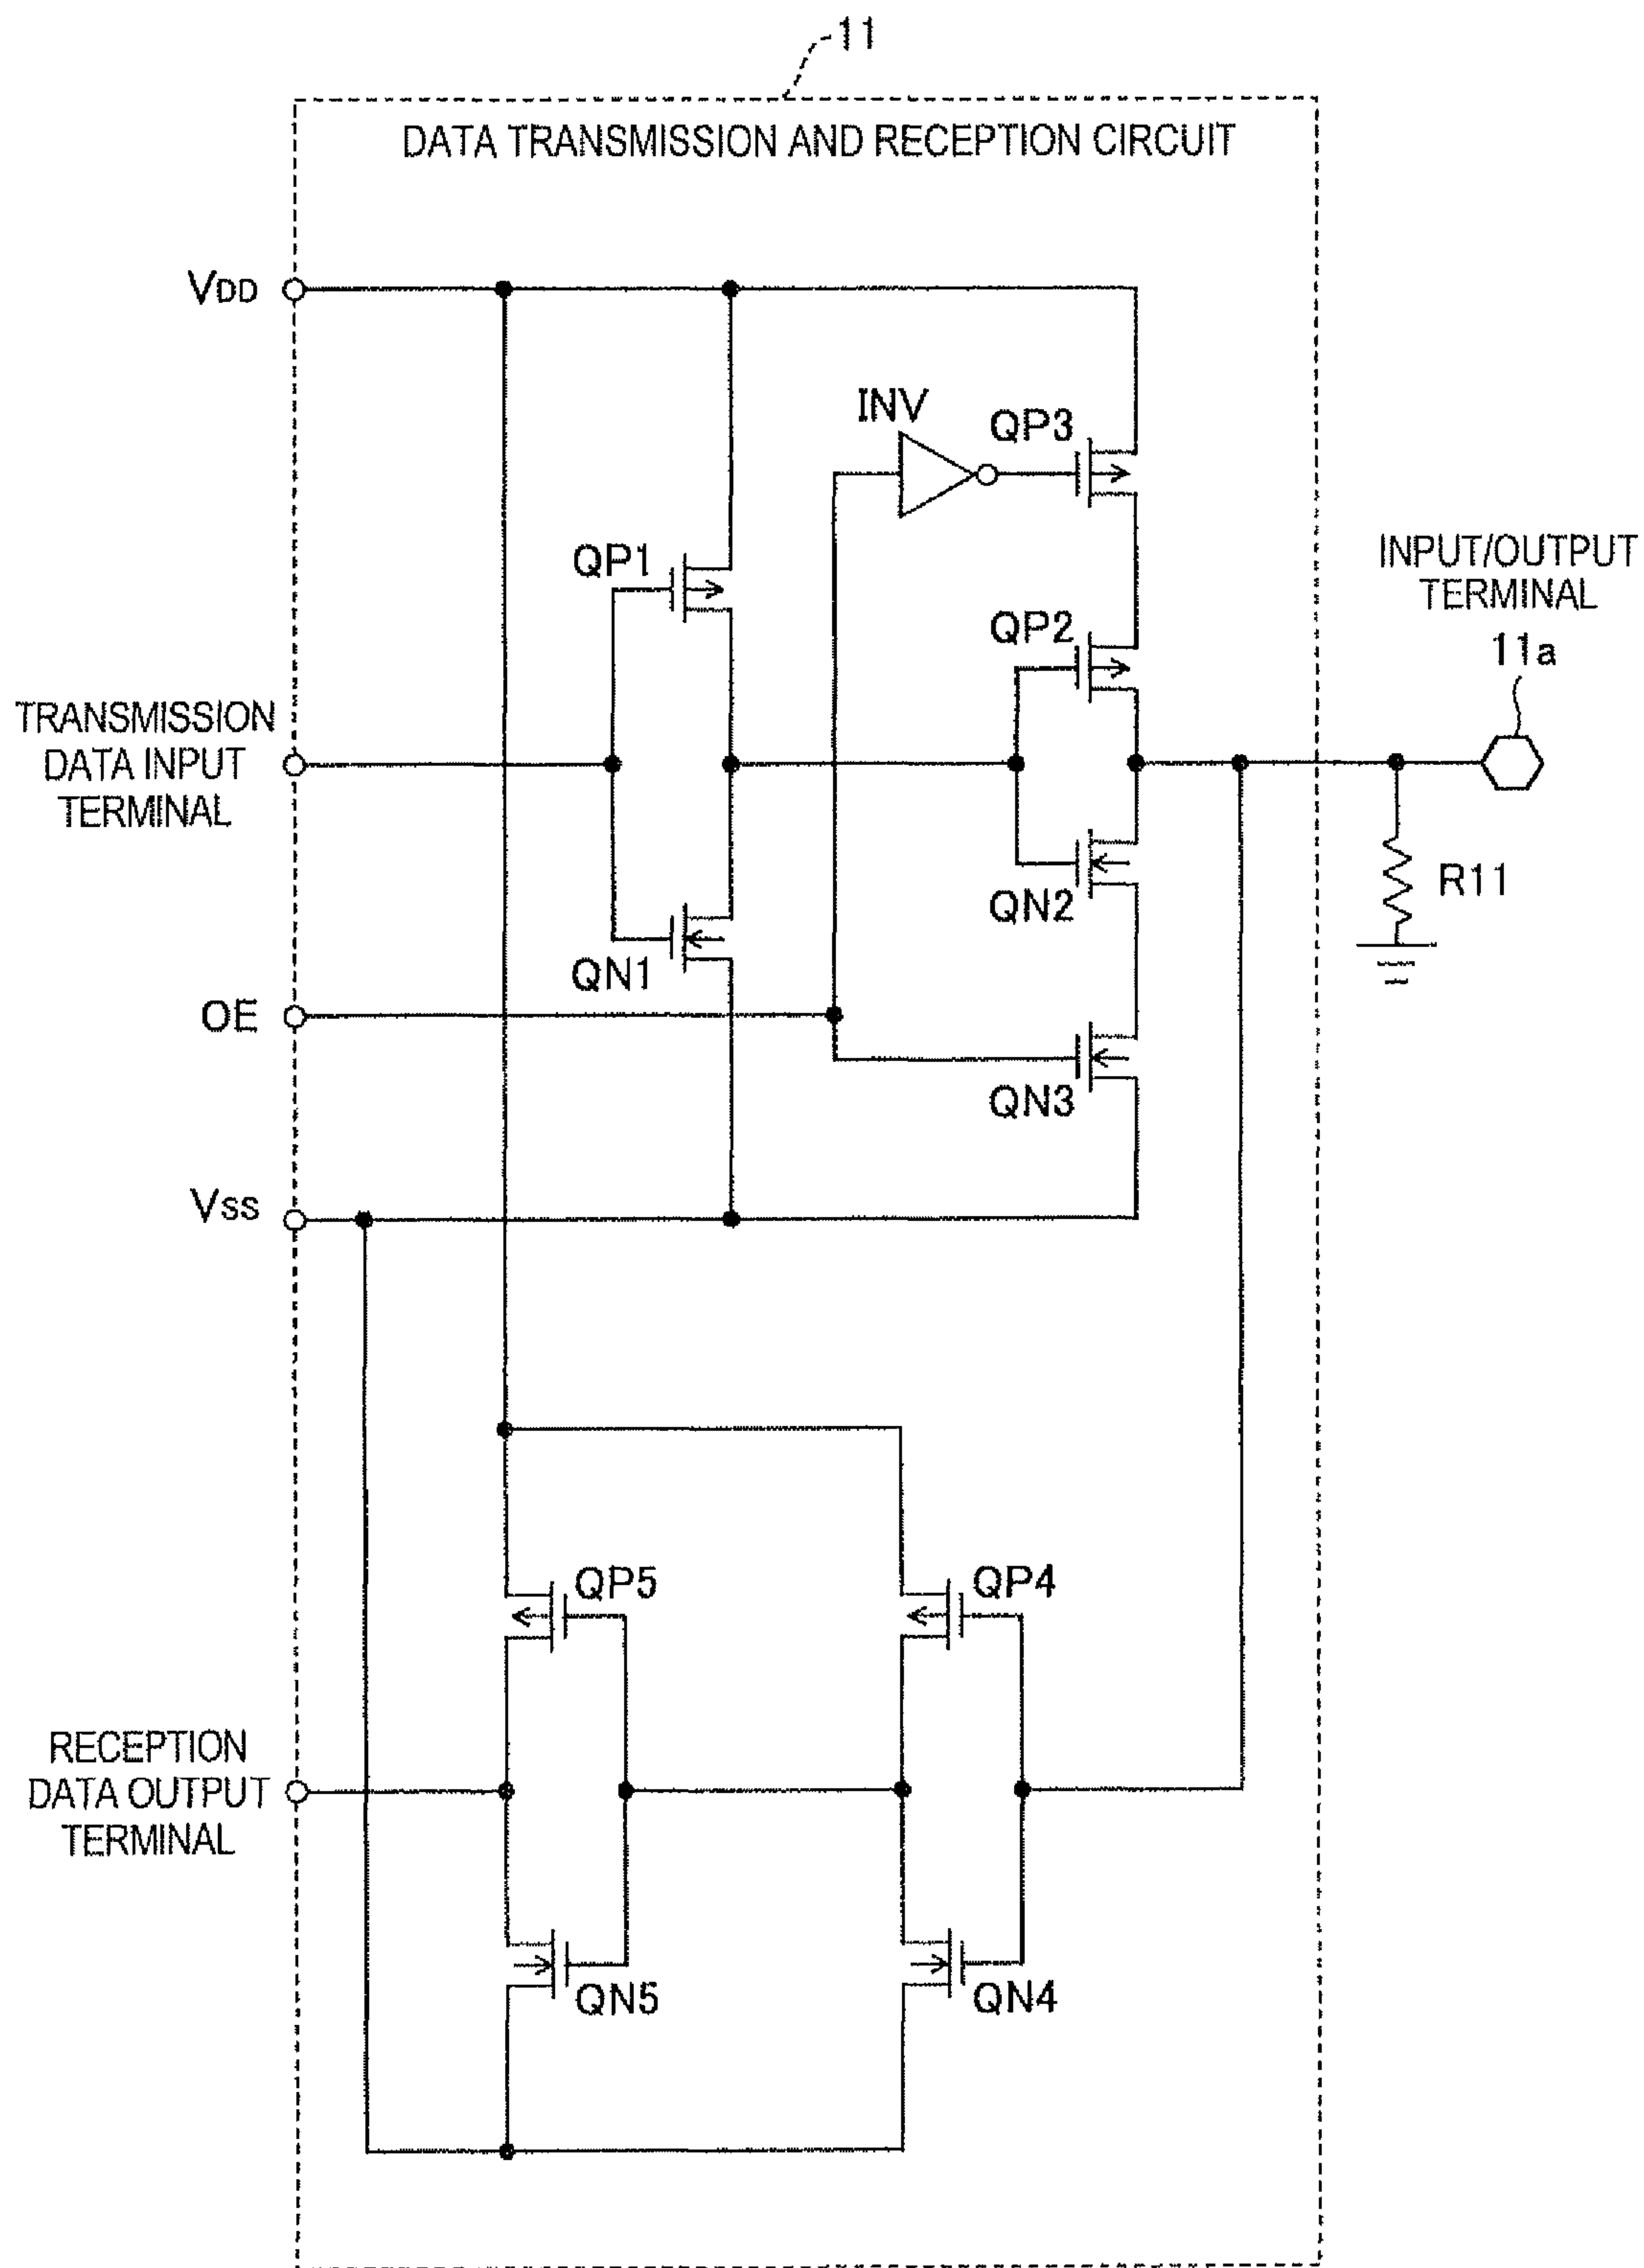 11
DATA TRANSMISSION AND RECEPTION CIRCUIT
VDD
INV
QP3
QP1
QP2
INPUT/OUTPUT
TERMINAL
11a
TRANSMISSION
DATA INPUT
TERMINAL
QN2
R11
QN1
OE
QN3
VSS
QP5
QP4
RECEPTION
DATA OUTPUT
TERMINAL
QN5
QN4